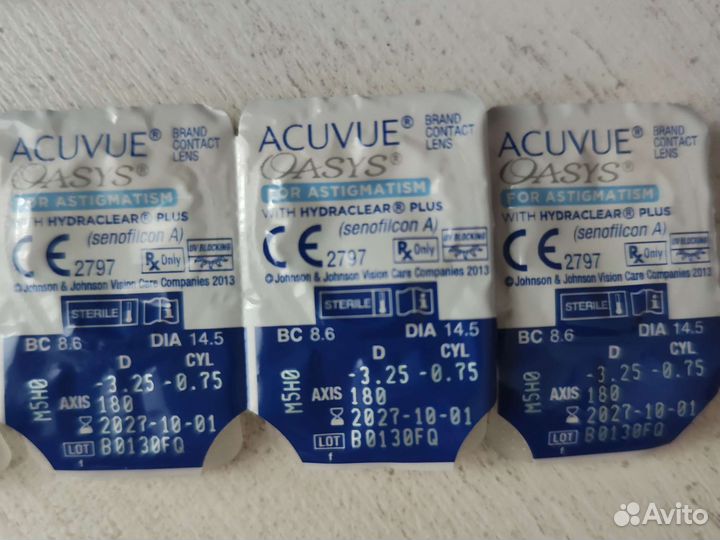 ACUVUE® BRAND CONTACT LENS
OASYS®
FOR ASTIGMATISM
WITH HYDRACLEAR® PLUS
(senofilcon A)
CE 2797 Rx Only UV BLOCKING
© Johnson & Johnson Vision Care Companies 2013
STERILE i
BC 8.6 DIA 14.5
D CYL
M5H0 -3.25 -0.75
AXIS 180
2027-10-01
LOT B0130FQ
f
ACUVUE® BRAND CONTACT LENS
OASYS®
FOR ASTIGMATISM
WITH HYDRACLEAR® PLUS
(senofilcon A)
CE 2797 Rx Only UV BLOCKING
© Johnson & Johnson Vision Care Companies 2013
STERILE i
BC 8.6 DIA 14.5
D CYL
M5H0 -3.25 -0.75
AXIS 180
2027-10-01
LOT B0130FQ
f
ACUVUE® BRAND CONTACT LENS
OASYS®
FOR ASTIGMATISM
WITH HYDRACLEAR® PLUS
(senofilcon A)
CE 2797 Rx Only UV BLOCKING
© Johnson & Johnson Vision Care Companies 2013
STERILE i
BC 8.6 DIA 14.5
D CYL
M5H0 -3.25 -0.75
AXIS 180
2027-10-01
LOT B0130FQ
f
Avito